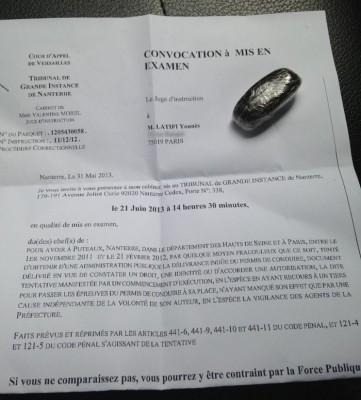 COUR D'APPEL
DE VERSAILLES
TRIBUNAL
DE GRANDE INSTANCE
DE NANTERRE
CABINET DE
MME VALENTINE
JUGE D'INSTRUCTION
N° DU PARQUET : 1205430058
N° INSTRUCTION : 11/12/12
PROCÉDURE CORRECTIONNELLE
CONVOCATION À MIS EN
EXAMEN
Le Juge d'instruction
à
M. LATIFI Younès
75019 PARIS
Nanterre, Le 31 Mai 2013.
Je vous invite à vous présenter à mon cabinet sis au TRIBUNAL de GRANDE INSTANCE de Nanterre,
179-191 Avenue Joliot Curie 92020 Nanterre Cedex, Porte N° 338,
le 21 Juin 2013 à 14 heures 30 minutes,
en qualité de mis en examen,
du(des) chef(s) de :
POUR AVOIR À PUTEAUX, NANTERRE, DANS LE DÉPARTEMENT DES HAUTS DE SEINE ET À PARIS, ENTRE LE
1ER NOVEMBRE 2011 ET LE 21 FÉVRIER 2012, PAR QUELQUE MOYEN FRAUDULEUX QUE CE SOIT, TENTÉ
D'OBTENIR D'UNE ADMINISTRATION PUBLIQUE LA DÉLIVRANCE INDUE DU PERMIS DE CONDUIRE, DOCUMENT
DÉLIVRÉ EN VUE DE CONSTATER UN DROIT, UNE IDENTITÉ OU D'ACCORDER UNE AUTORISATION, LA DITE
TENTATIVE MANIFESTÉE PAR UN COMMENCEMENT D'EXÉCUTION, EN L'ESPÈCE EN AYANT RECOURS À UN TIERS
POUR PASSER LES ÉPREUVES DU PERMIS DE CONDUIRE À SA PLACE, N'AYANT MANQUÉ SON EFFET QUE PAR UNE
CAUSE INDÉPENDANTE DE LA VOLONTÉ DE SON AUTEUR, EN L'ESPÈCE LA VIGILANCE DES AGENTS DE LA
PRÉFECTURE.
FAITS PRÉVUS ET RÉPRIMÉS PAR LES ARTICLES 441-6, 441-9, 441-10 ET 441-11 DU CODE PÉNAL, ET 121-4
ET 121-5 DU CODE PÉNAL S'AGISSANT DE LA TENTATIVE
Si vous ne comparaissez pas, vous pourrez y être contraint par la Force Publiqu